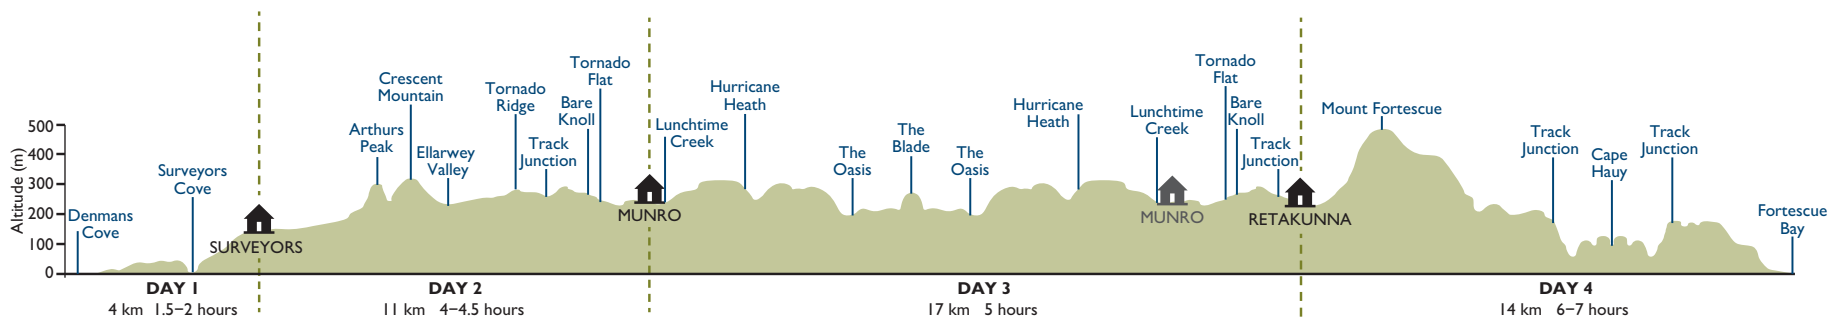 Altitude (m)
500
400
300
200
100
0
Denmans
Cove
Surveyors
Cove
SURVEYORS
Arthurs
Peak
Crescent
Mountain
Ellarwey
Valley
Tornado
Ridge
Track
Junction
Bare
Knoll
Tornado
Flat
MUNRO
Lunchtime
Creek
Hurricane
Heath
The
Oasis
The
Blade
The
Oasis
Hurricane
Heath
Lunchtime
Creek
MUNRO
Tornado
Flat
Bare
Knoll
Track
Junction
RETAKUNNA
Mount Fortescue
Track
Junction
Cape
Hauy
Track
Junction
Fortescue
Bay
DAY 1
4 km 1.5–2 hours
DAY 2
11 km 4–4.5 hours
DAY 3
17 km 5 hours
DAY 4
14 km 6–7 hours